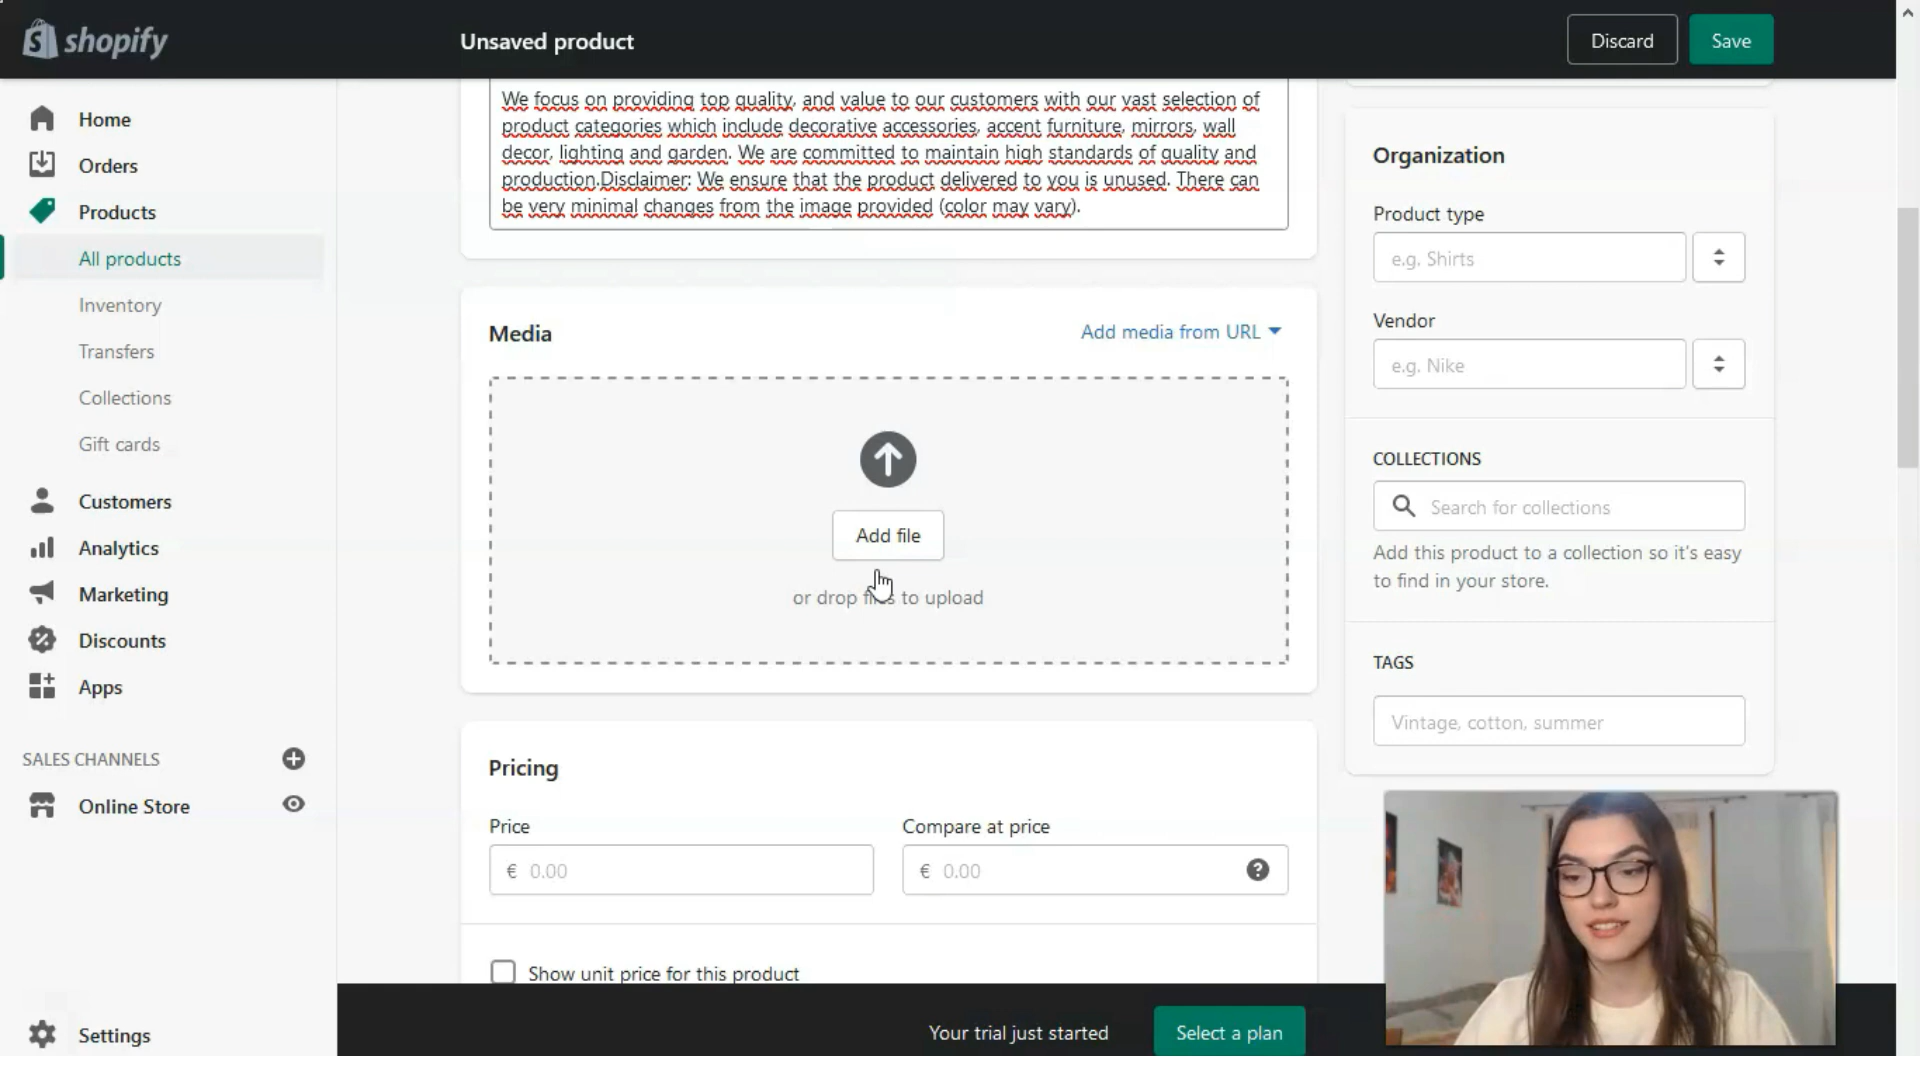 shopify
Unsaved product
Discard
Save
Home
Orders
Products
All products
Inventory
Transfers
Collections
Gift cards
Customers
Analytics
Marketing
Discounts
Apps
SALES CHANNELS
Online Store
Settings
We focus on providing top quality, and value to our customers with our vast selection of
product categories which include decorative accessories, accent furniture, mirrors, wall
decor, lighting and garden. We are committed to maintain high standards of quality and
production.Disclaimer: We ensure that the product delivered to you is unused. There can
be very minimal changes from the image provided (color may vary).
Media
Add media from URL
Add file
or drop files to upload
Pricing
Price
Compare at price
€ 0.00
€ 0.00
?
Show unit price for this product
Organization
Product type
e.g. Shirts
Vendor
e.g. Nike
COLLECTIONS
Search for collections
Add this product to a collection so it's easy
to find in your store.
TAGS
Vintage, cotton, summer
Your trial just started
Select a plan